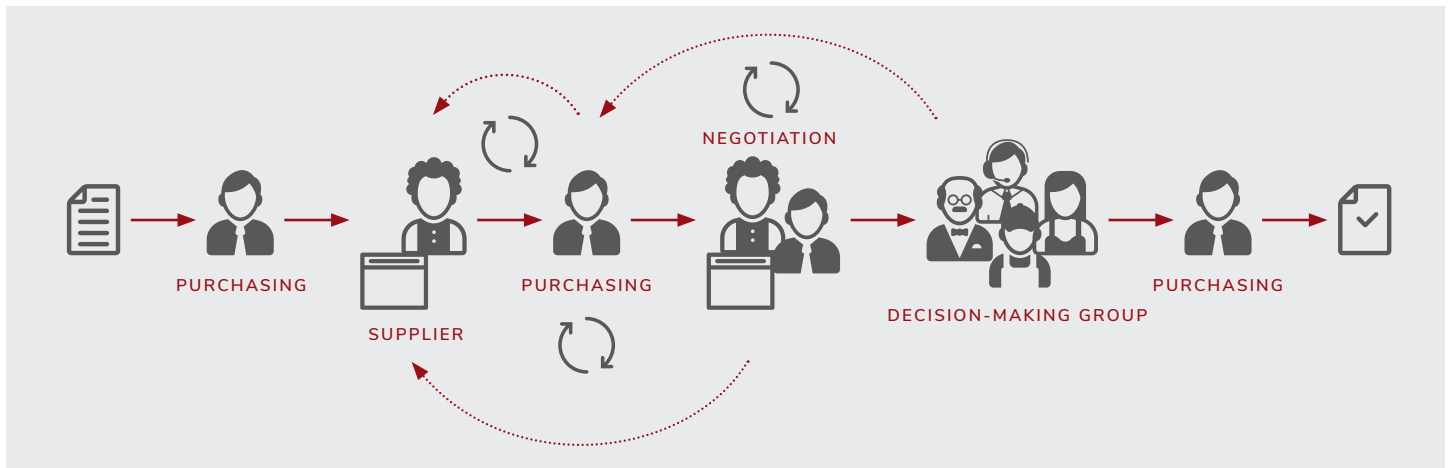 NEGOTIATION
PURCHASING
SUPPLIER
PURCHASING
DECISION-MAKING GROUP
PURCHASING